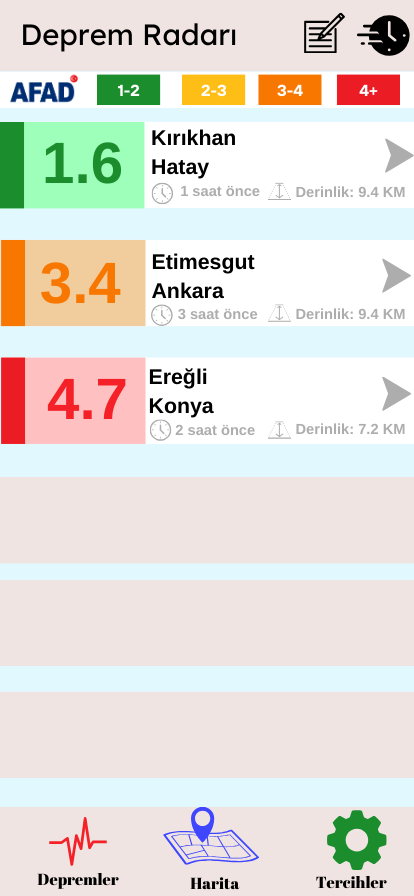 Deprem Radarı
AFAD 1-2 2-3 3-4 4+
1.6
Kırıkhan
Hatay
1 saat önce Derinlik: 9.4 KM
3.4
Etimesgut
Ankara
3 saat önce Derinlik: 9.4 KM
4.7
Ereğli
Konya
2 saat önce Derinlik: 7.2 KM
Depremler Harita Tercihler